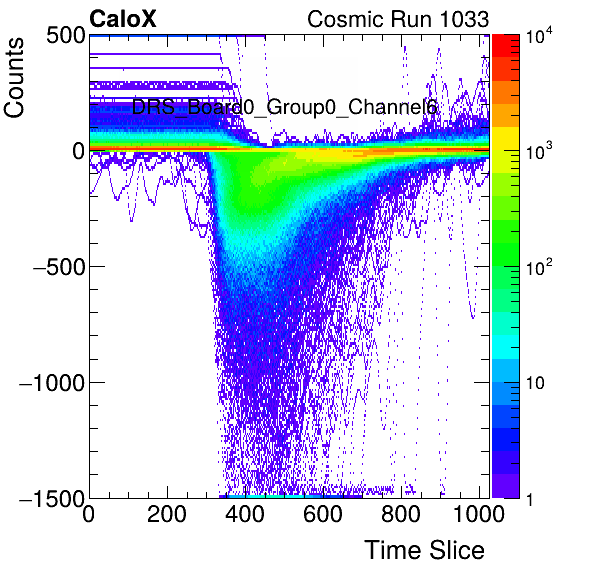 CaloX Cosmic Run 1033
Counts
500
0
−500
−1000
−1500
DRS_Board0_Group0_Channel6
0 200 400 600 800 1000
Time Slice
10⁴
10³
10²
10
1